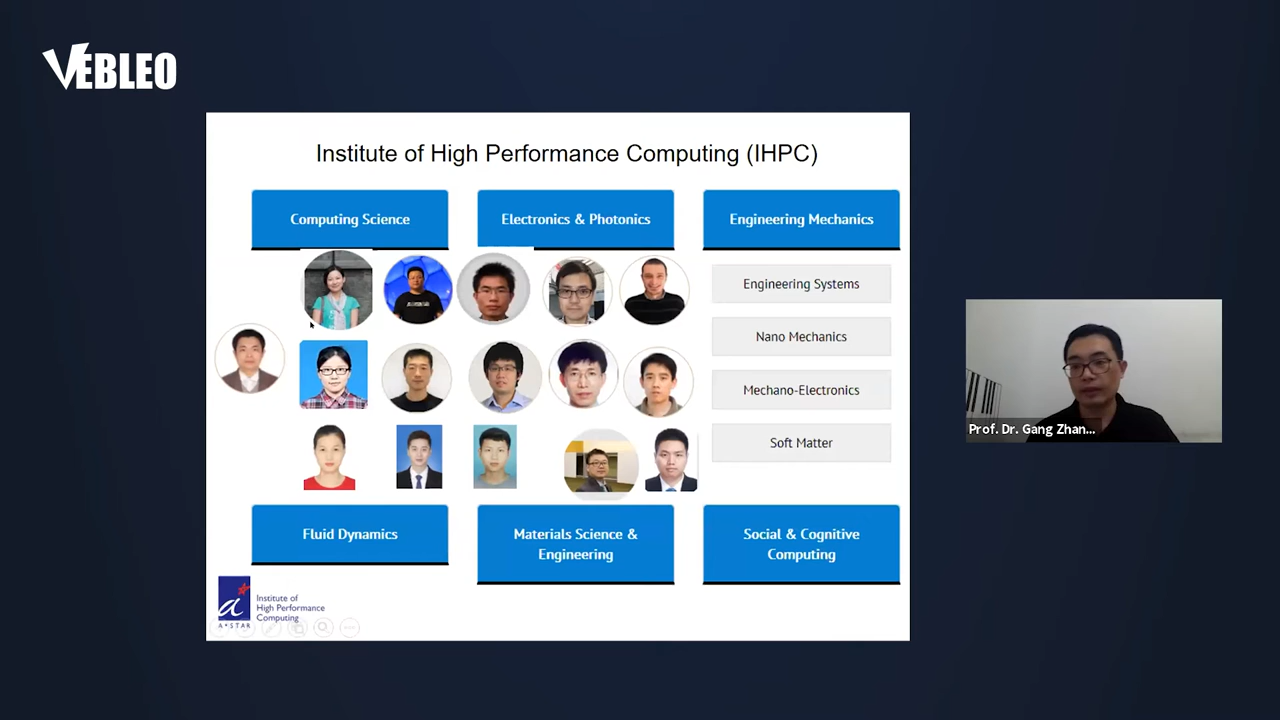 VEBLEO
Institute of High Performance Computing (IHPC)
Computing Science
Electronics & Photonics
Engineering Mechanics
Engineering Systems
Nano Mechanics
Mechano-Electronics
Soft Matter
Fluid Dynamics
Materials Science &
Engineering
Social & Cognitive
Computing
Institute of
High Performance
Computing
A*STAR
Prof. Dr. Gang Zhan...